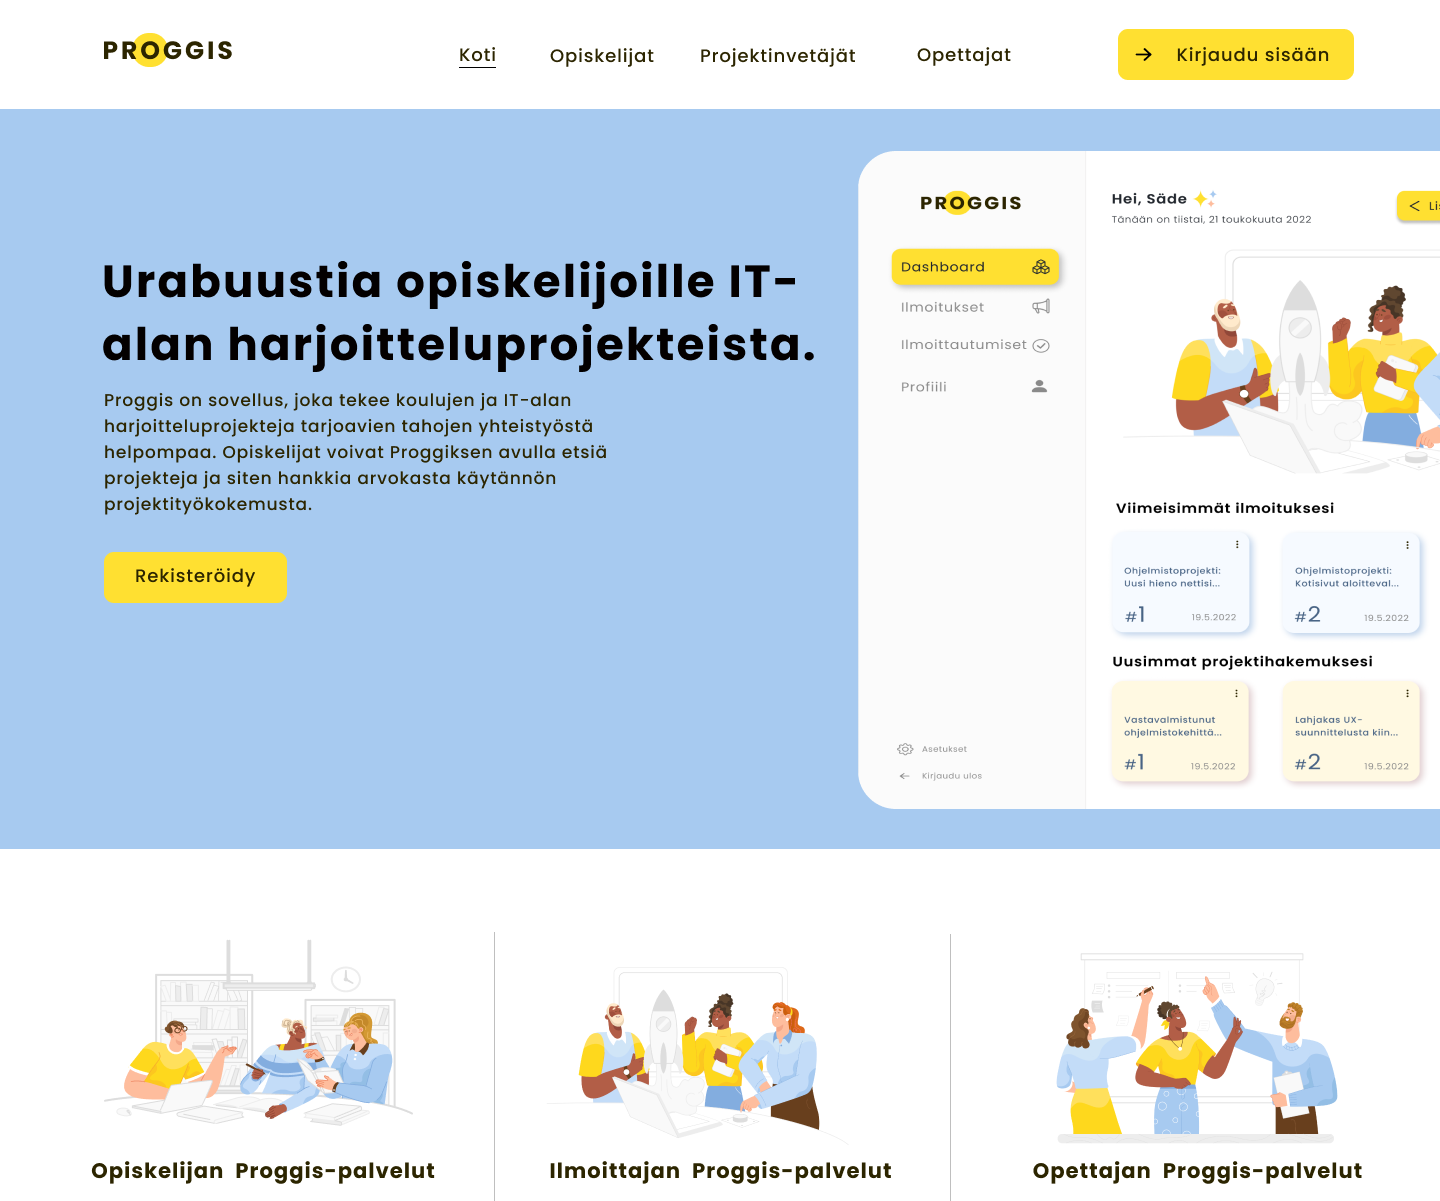 PROGGIS
Koti
Opiskelijat
Projektinvetäjät
Opettajat
Kirjaudu sisään
Urabuustia opiskelijoille IT-
alan harjoitteluprojekteista.
Proggis on sovellus, joka tekee koulujen ja IT-alan
harjoitteluprojekteja tarjoavien tahojen yhteistyöstä
helpompaa. Opiskelijat voivat Proggiksen avulla etsiä
projekteja ja siten hankkia arvokasta käytännön
projektityökokemusta.
Rekisteröidy
PROGGIS
Dashboard
Ilmoitukset
Ilmoittautumiset
Profiili
Asetukset
Kirjaudu ulos
Hei, Säde
Tänään on tiistai, 21 toukokuuta 2022
Viimeisimmät ilmoituksesi
Ohjelmistoprojekti:
Uusi hieno nettisi...
#1
19.5.2022
Ohjelmistoprojekti:
Kotisivut aloitteval...
#2
19.5.2022
Uusimmat projektihakemuksesi
Vastavalmistunut
ohjelmistokehittä...
#1
19.5.2022
Lahjakas UX-
suunnittelusta kiin...
#2
19.5.2022
Opiskelijan Proggis-palvelut
Ilmoittajan Proggis-palvelut
Opettajan Proggis-palvelut